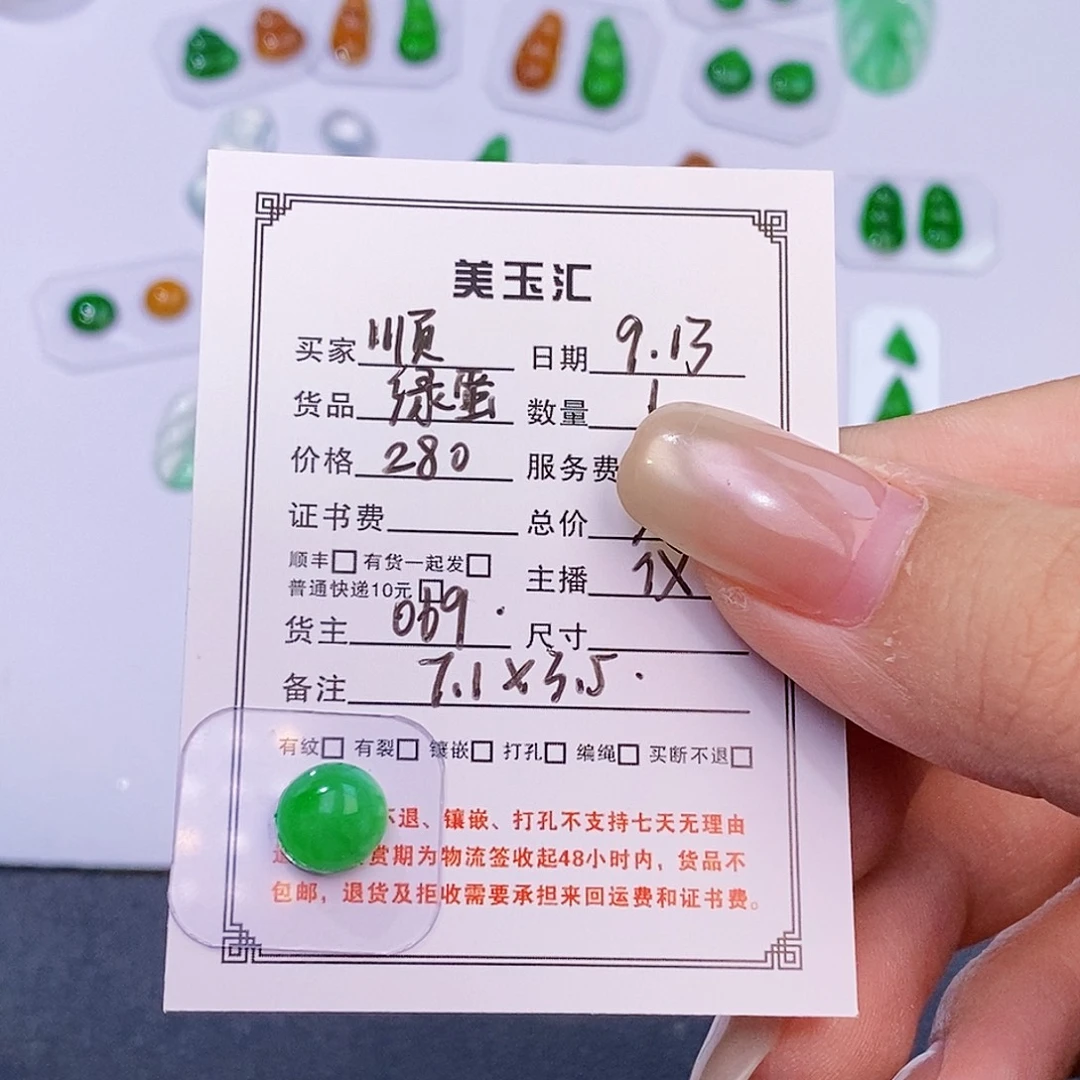 美玉汇
买家 顺 日期 9.13
货品 绿蛋 数量 1
价格 280 服务费
证书费 总价
顺丰□ 有货一起发□
普通快递10元□ 主播 TX
货主 069. 尺寸
备注 7.1×3.5.
有纹□ 有裂□ 镶嵌□ 打孔□ 编绳□ 买断不退□
不退、镶嵌、打孔不支持七天无理由
赏期为物流签收起48小时内，货品不
包邮，退货及拒收需要承担来回运费和证书费。